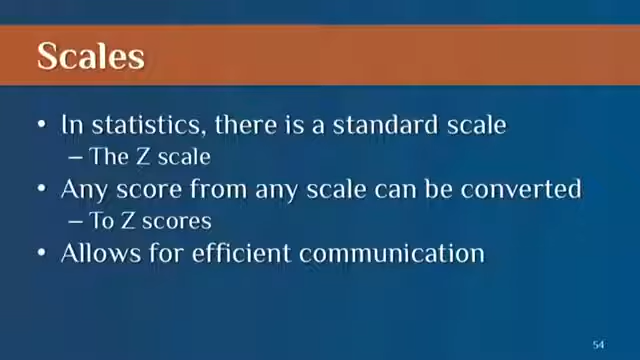 Scales
• In statistics, there is a standard scale
– The Z scale
• Any score from any scale can be converted
– To Z scores
• Allows for efficient communication
54